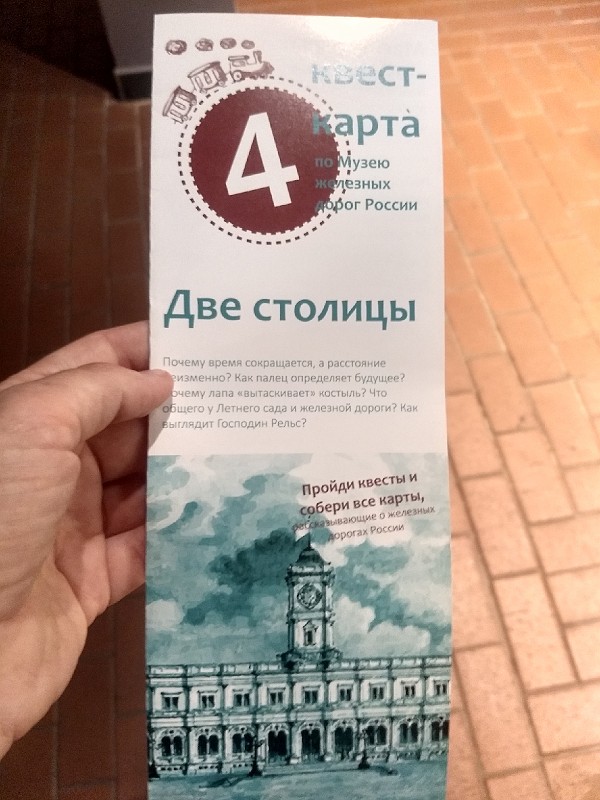 4
квест-
карта
по Музею
железных
дорог России
Две столицы
Почему время сокращается, а расстояние
неизменно? Как палец определяет будущее?
Почему лапа «вытаскивает» костыль? Что
общего у Летнего сада и железной дороги? Как
выглядит Господин Рельс?
Пройди квесты и
собери все карты,
рассказывающие о железных
дорогах России